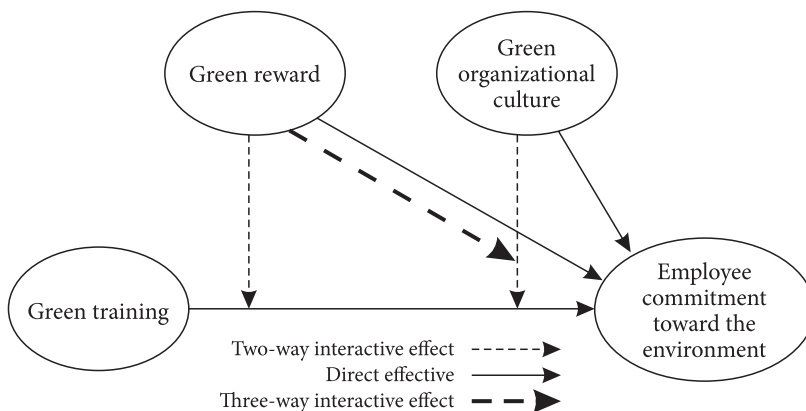 Green reward
Green
organizational
culture
Green training
Employee
commitment
toward the
environment
Two-way interactive effect
Direct effective
Three-way interactive effect